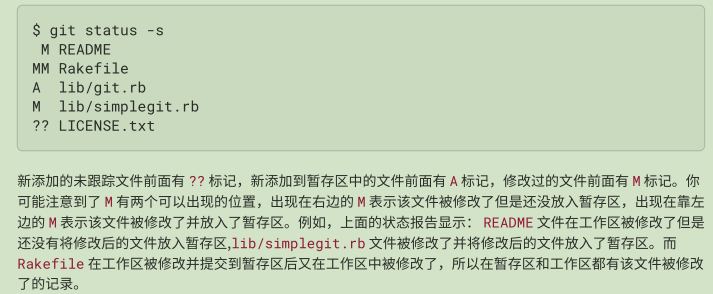 $ git status -s
 M README
MM Rakefile
A  lib/git.rb
M  lib/simplegit.rb
?? LICENSE.txt
新添加的未跟踪文件前面有 ?? 标记，新添加到暂存区中的文件前面有 A 标记，修改过的文件前面有 M 标记。你
可能注意到了 M 有两个可以出现的位置，出现在右边的 M 表示该文件被修改了但是还没放入暂存区，出现在靠左
边的 M 表示该文件被修改了并放入了暂存区。例如，上面的状态报告显示： README 文件在工作区被修改了但是
还没有将修改后的文件放入暂存区,lib/simplegit.rb 文件被修改了并将修改后的文件放入了暂存区。而
Rakefile 在工作区被修改并提交到暂存区后又在工作区中被修改了，所以在暂存区和工作区都有该文件被修改
了的记录。